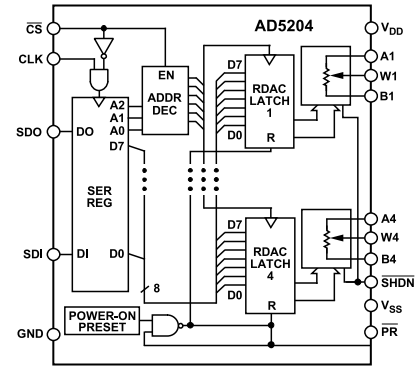 AD5204
CS
CLK
SDO
SDI
GND
EN
ADDR
DEC
A2
A1
A0
D7
DO
SER
REG
DI
D0
8
POWER-ON
PRESET
D7
D0
RDAC
LATCH
1
R
D7
D0
RDAC
LATCH
4
R
VDD
A1
W1
B1
A4
W4
B4
SHDN
VSS
PR